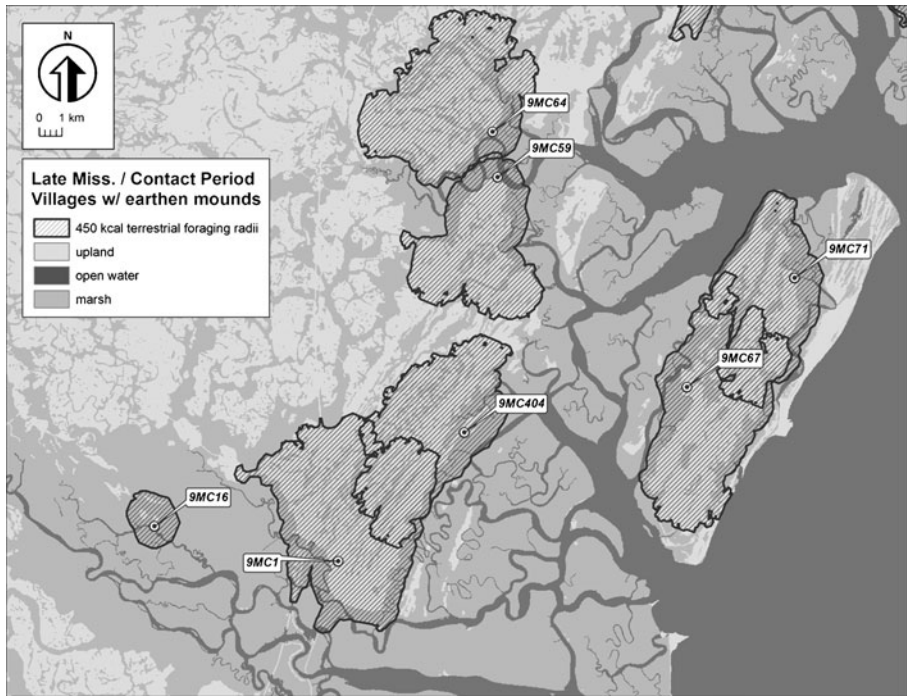 N
0 1 km
Late Miss. / Contact Period
Villages w/ earthen mounds
450 kcal terrestrial foraging radii
upland
open water
marsh
9MC64
9MC59
9MC71
9MC67
9MC404
9MC16
9MC1